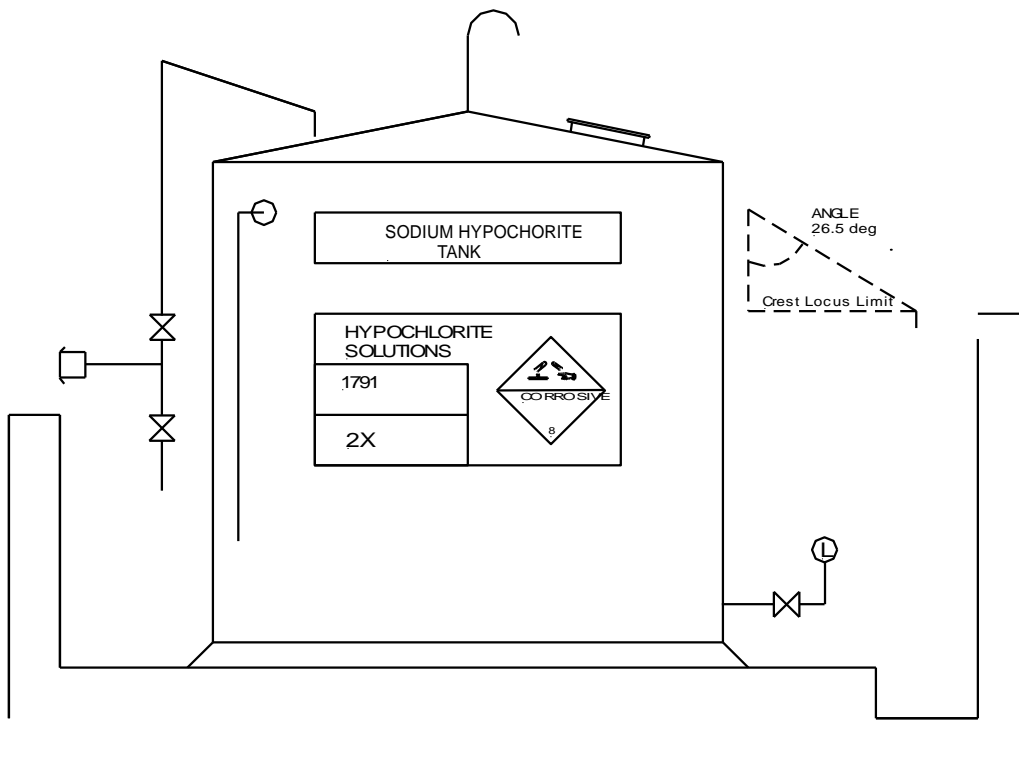 SODIUM HYPOCHORITE
TANK
ANGLE
26.5 deg
Crest Locus Limit
HYPOCHLORITE
SOLUTIONS
1791
2X
CORROSIVE
8
L